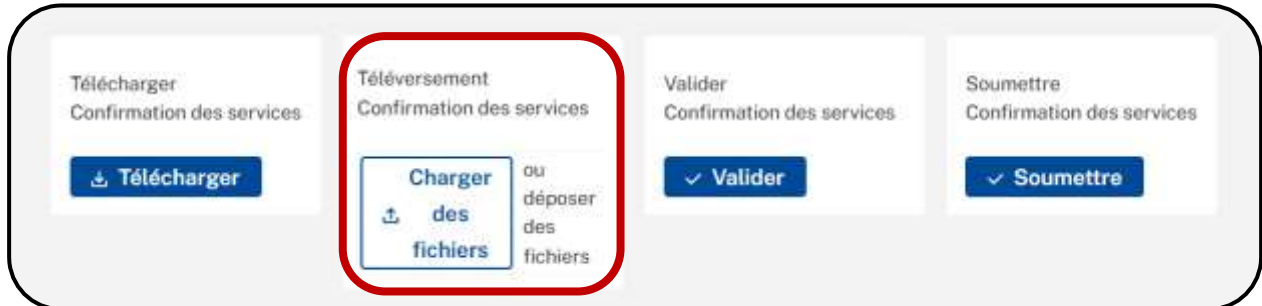 Télécharger
Confirmation des services
Télécharger
Téléversement
Confirmation des services
Charger
des
fichiers
ou
déposer
des
fichiers
Valider
Confirmation des services
Valider
Soumettre
Confirmation des services
Soumettre